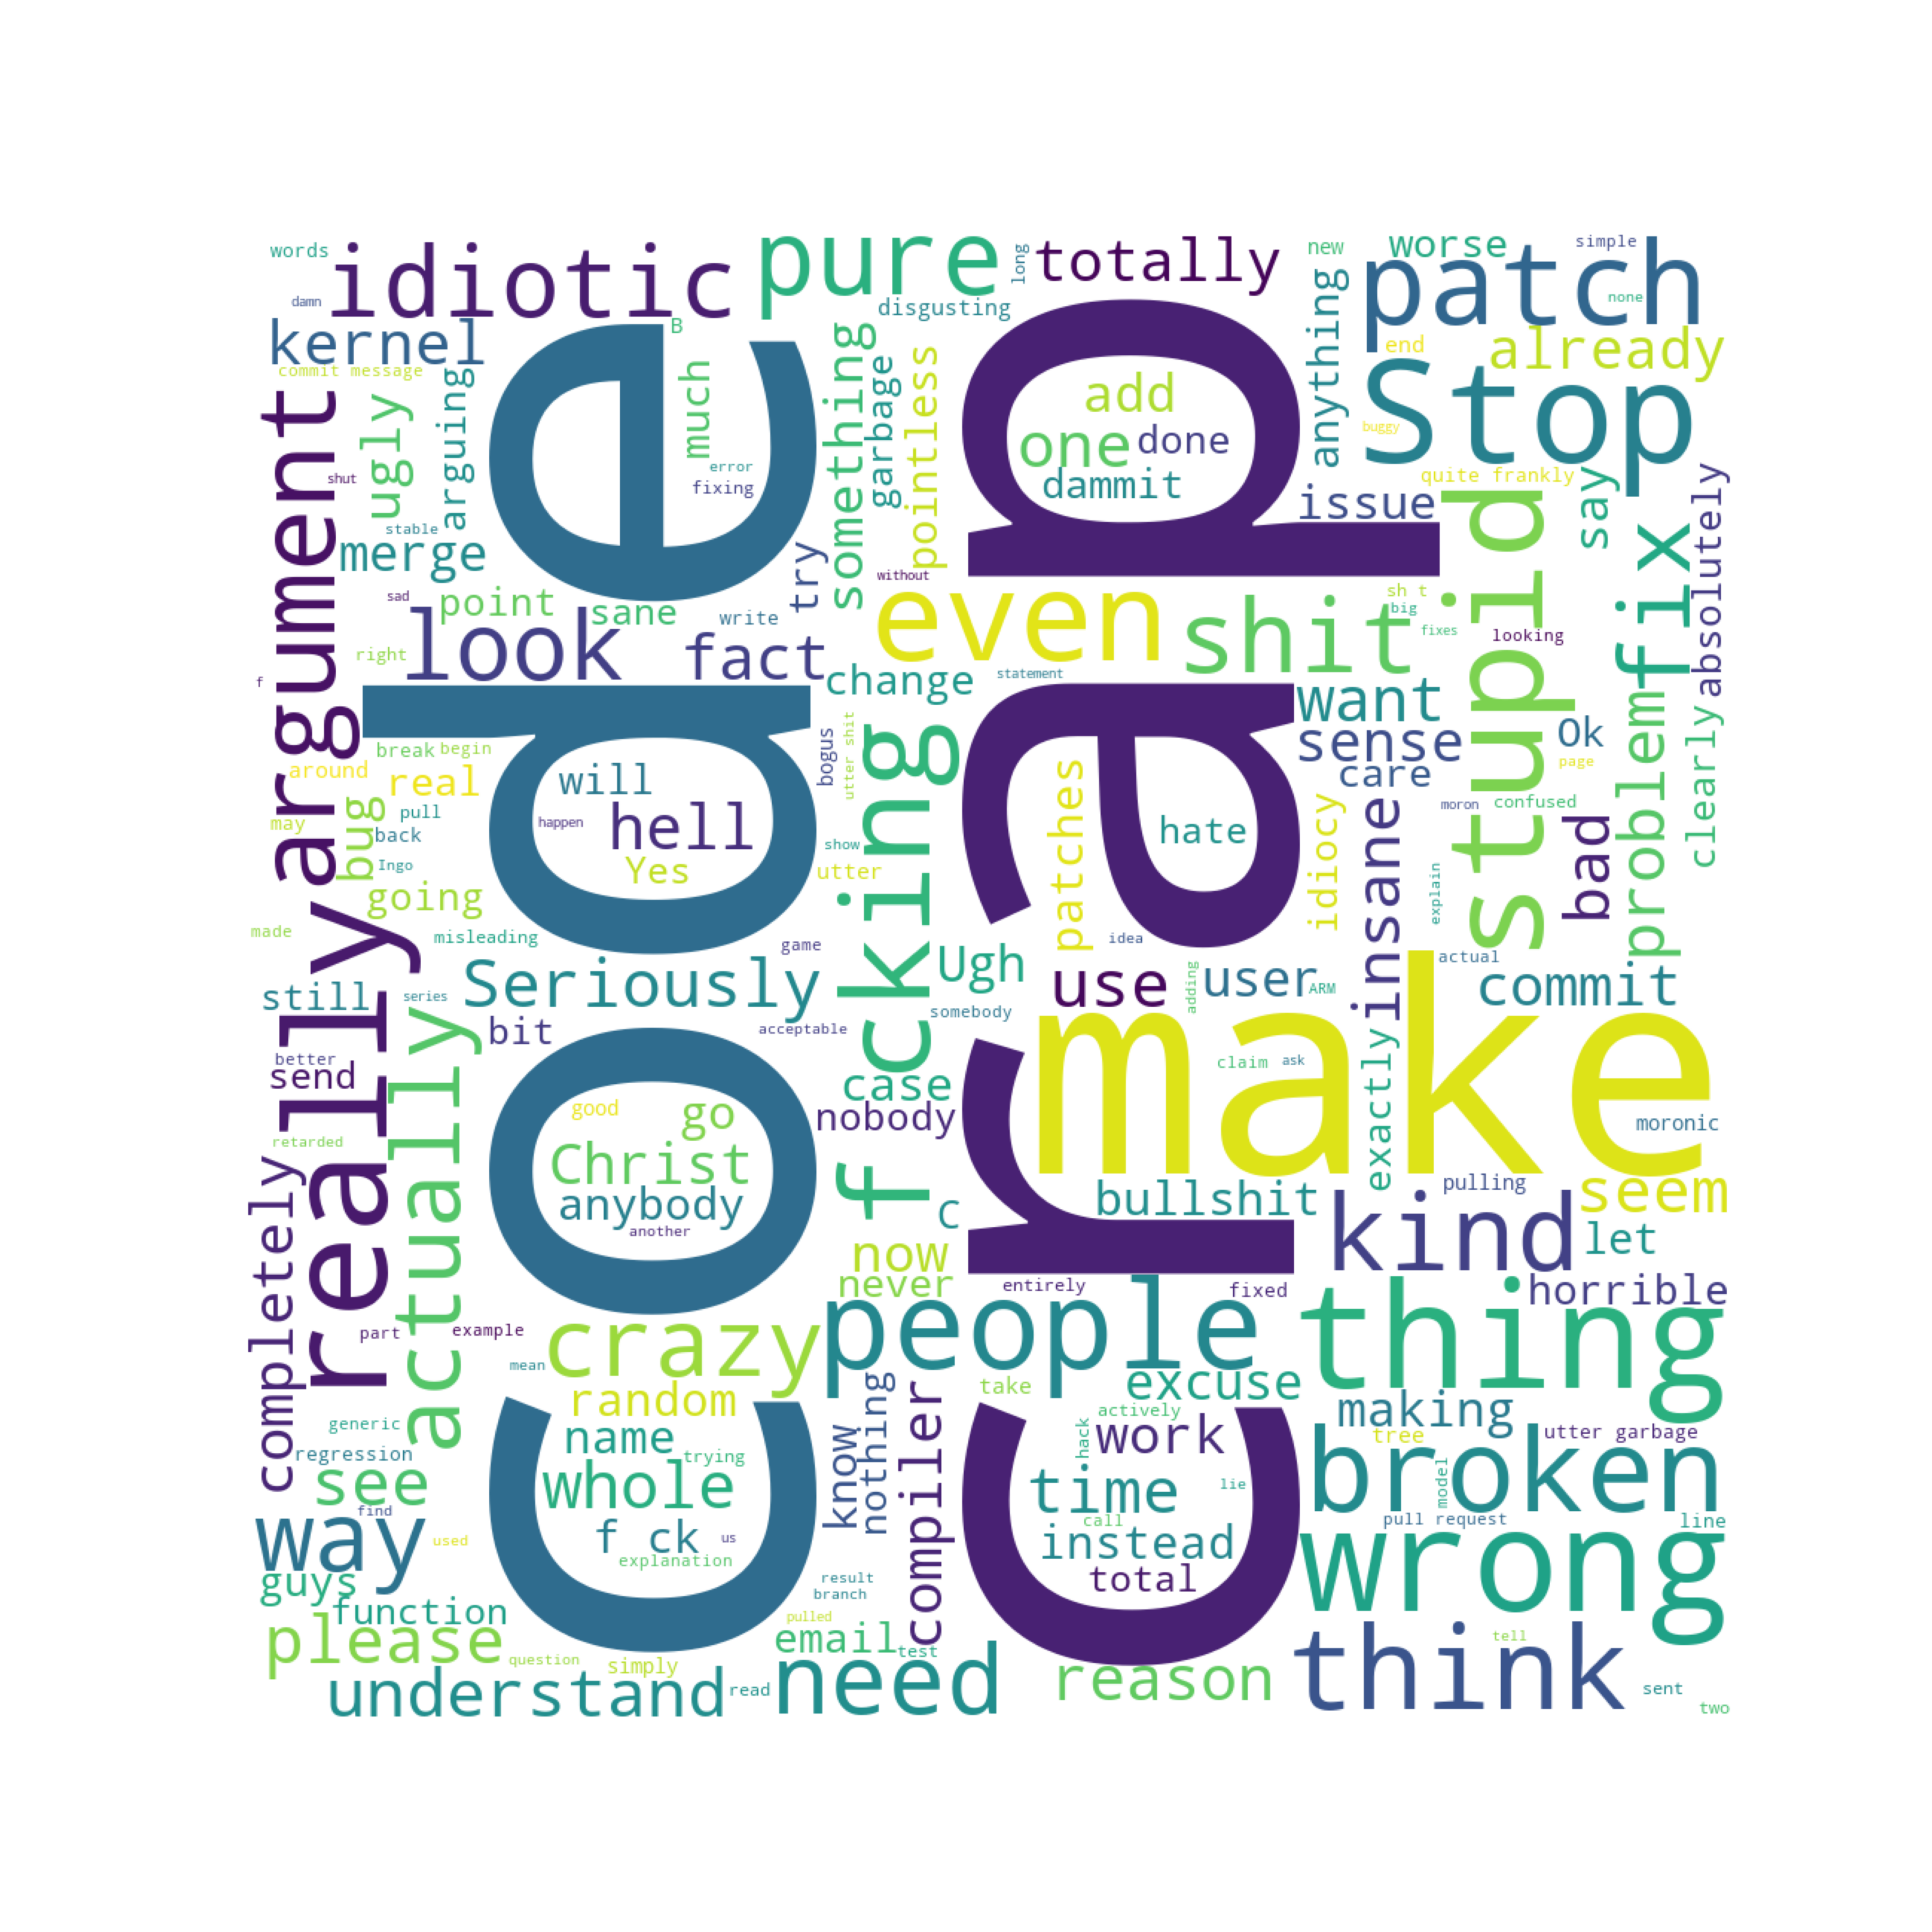 words
idiotic
pure
long
totally
new
worse
simple
damn
disgusting
patch
none
kernel
B
commit message
much
something
garbage
pointless
anything
end
already
Stop
buggy
argument
shut
ugly
arguing
error
fixing
code
add
one
done
dammit
crap
issue
quite frankly
stupid
say
fix
absolutely
stable
merge
try
without
sad
point
sane
write
even
shit
sh t
big
fixes
looking
right
look
fact
f
change
statement
want
sense
care
Ok
page
problem
clearly
break
begin
around
real
may
bug
pull
back
Ingo
going
will
hell
happen
Yes
bogus
utter shit
show
utter
f cking
patches
hate
idea
idiocy
insane
moron
confused
explain
bad
made
misleading
game
Seriously
Ugh
use
adding
user
ARM
actual
commit
still
series
bit
acceptable
somebody
really
actually
better
send
case
nobody
make
claim
ask
exactly
moronic
retarded
completely
good
go
Christ
anybody
another
C
bullshit
pulling
seem
kind
let
now
never
entirely
fixed
horrible
part
example
mean
crazy
people
thing
random
nothing
know
compiler
take
excuse
actively
hack
work
making
tree
utter garbage
generic
regression
see
find
name
trying
whole
f ck
us
explanation
time
lie
call
instead
total
broken
model
pull request
line
way
used
guys
function
result
branch
pulled
wrong
please
question
simply
email
test
understand
read
need
reason
think
tell
sent
two